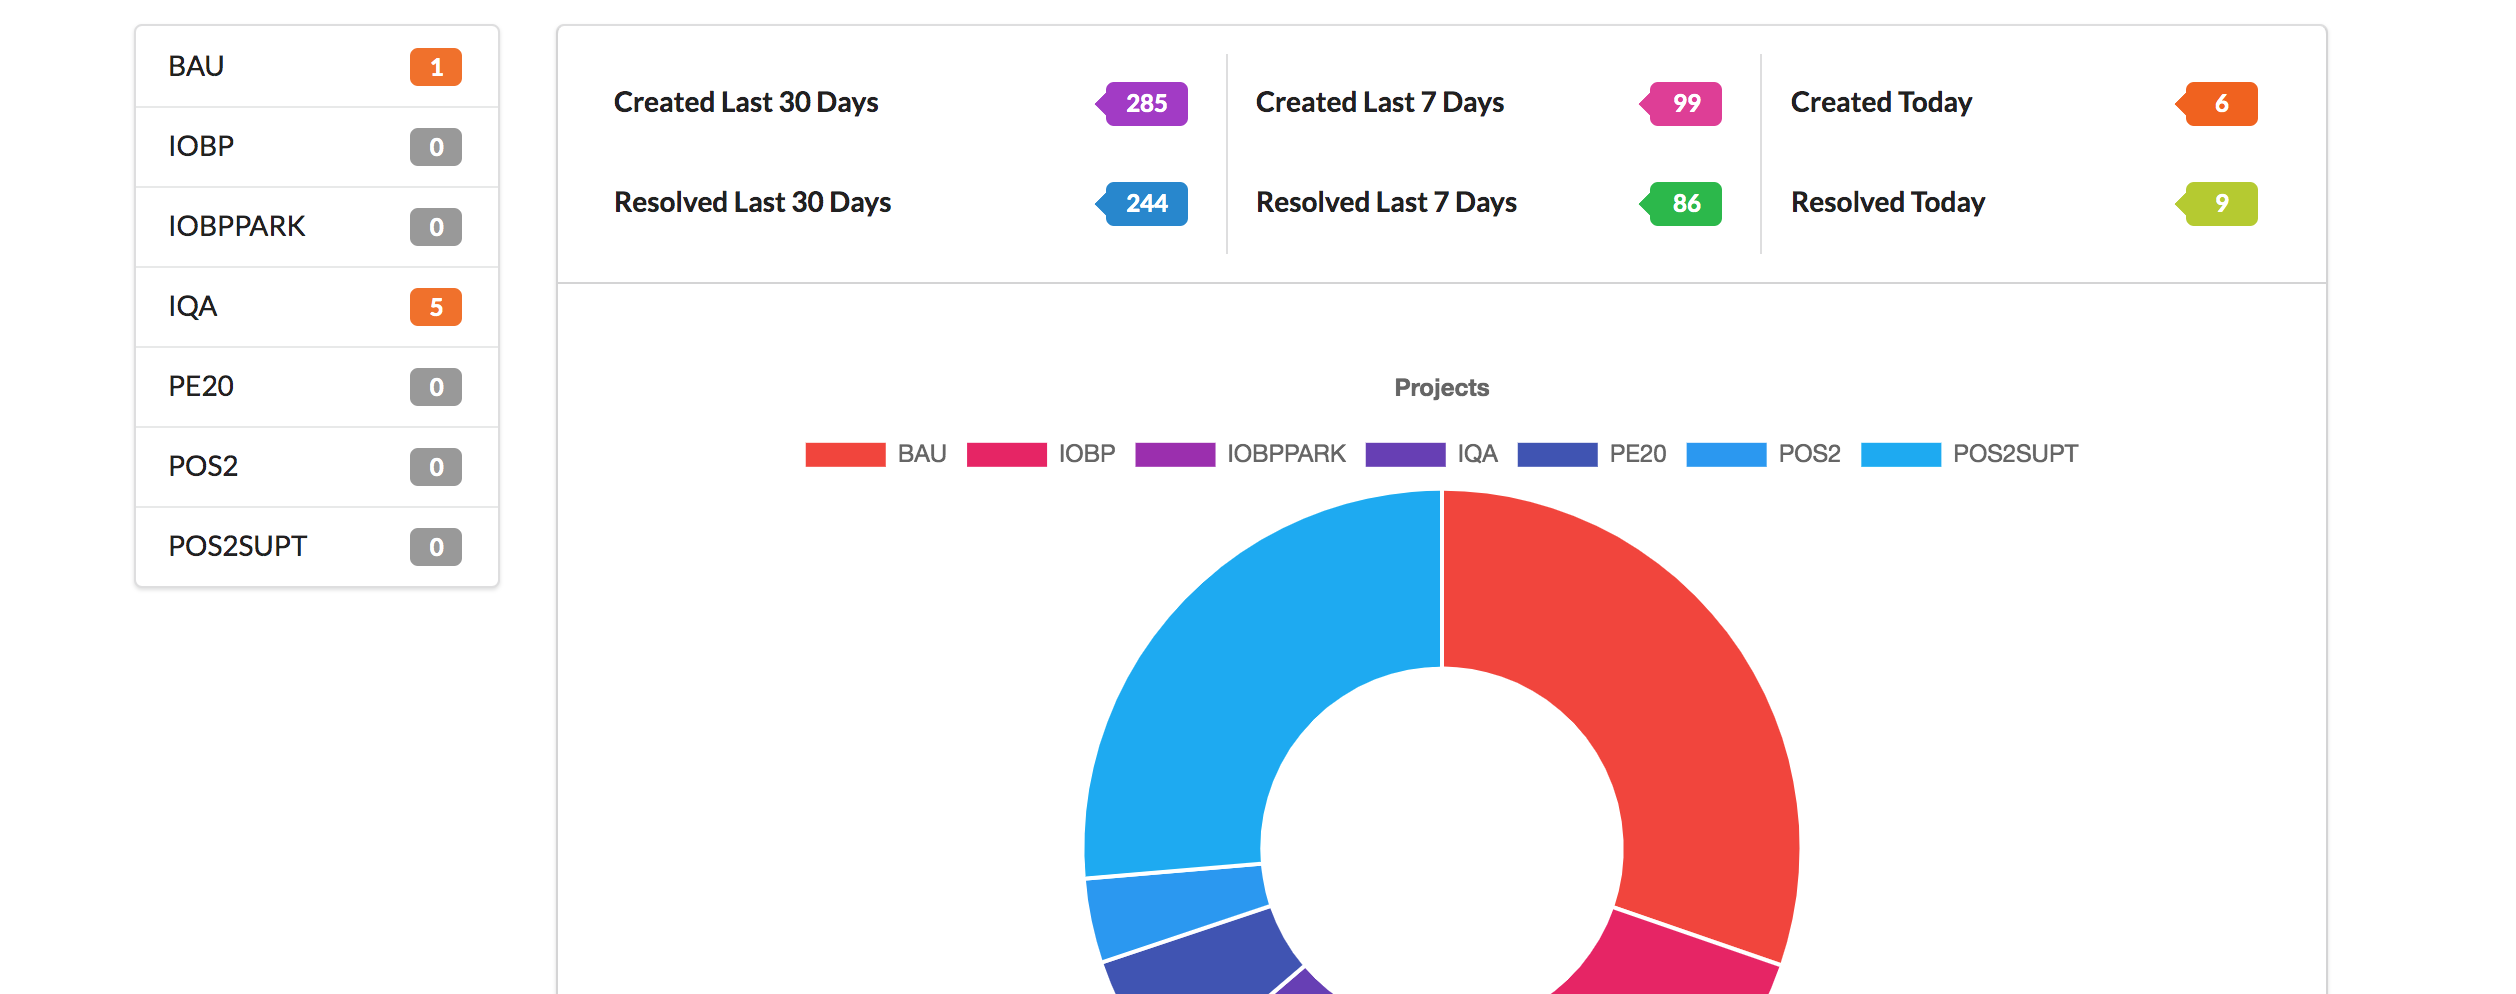 BAU 1
IOBP 0
IOBPPARK 0
IQA 5
PE20 0
POS2 0
POS2SUPT 0
Created Last 30 Days 285 Created Last 7 Days 99 Created Today 6
Resolved Last 30 Days 244 Resolved Last 7 Days 86 Resolved Today 9
Projects
BAU IOBP IOBPPARK IQA PE20 POS2 POS2SUPT